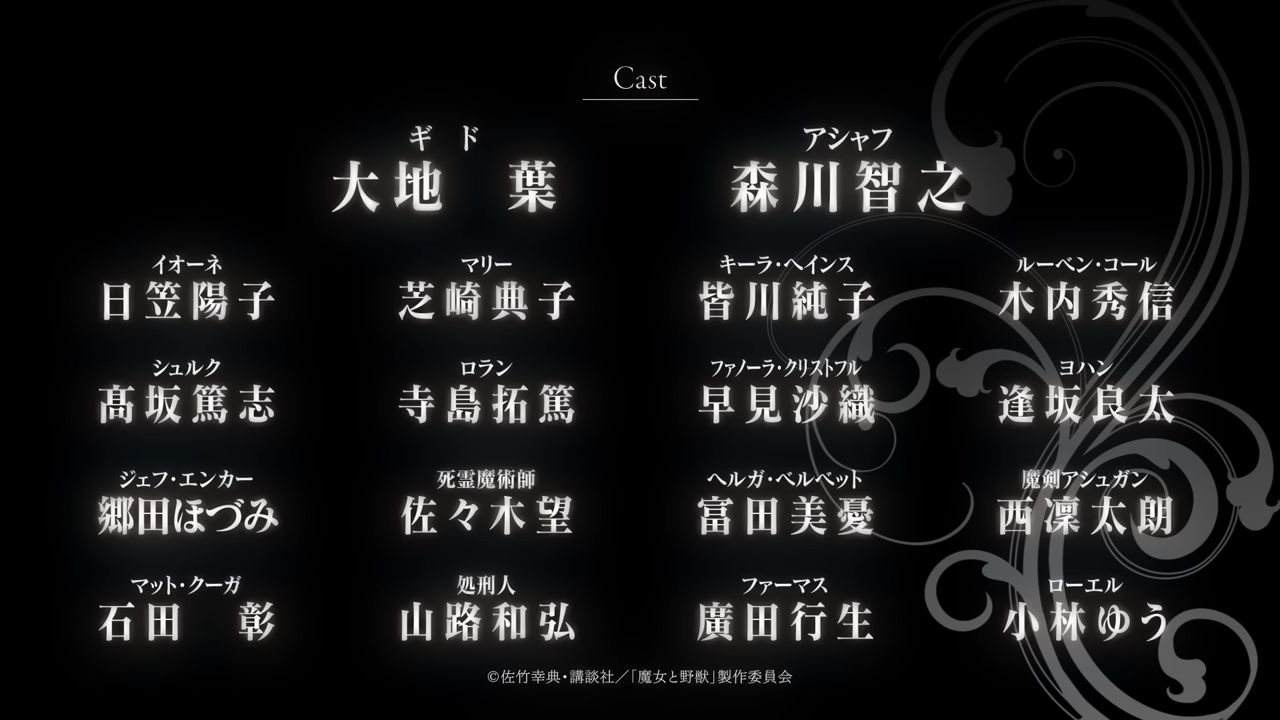 Cast
ギド アシャフ
大地 葉 森川智之
イオーネ マリー キーラ・ヘインス ルーベン・コール
日笠陽子 芝崎典子 皆川純子 木内秀信
シュルク ロラン ファノーラ・クリストフル ヨハン
髙坂篤志 寺島拓篤 早見沙織 逢坂良太
ジェフ・エンカー 死霊魔術師 ヘルガ・ベルベット 魔剣アシュガン
郷田ほづみ 佐々木望 富田美憂 西凜太朗
マット・クーガ 処刑人 ファーマス ローエル
石田 彰 山路和弘 廣田行生 小林ゆう
©佐竹幸典・講談社／「魔女と野獣」製作委員会